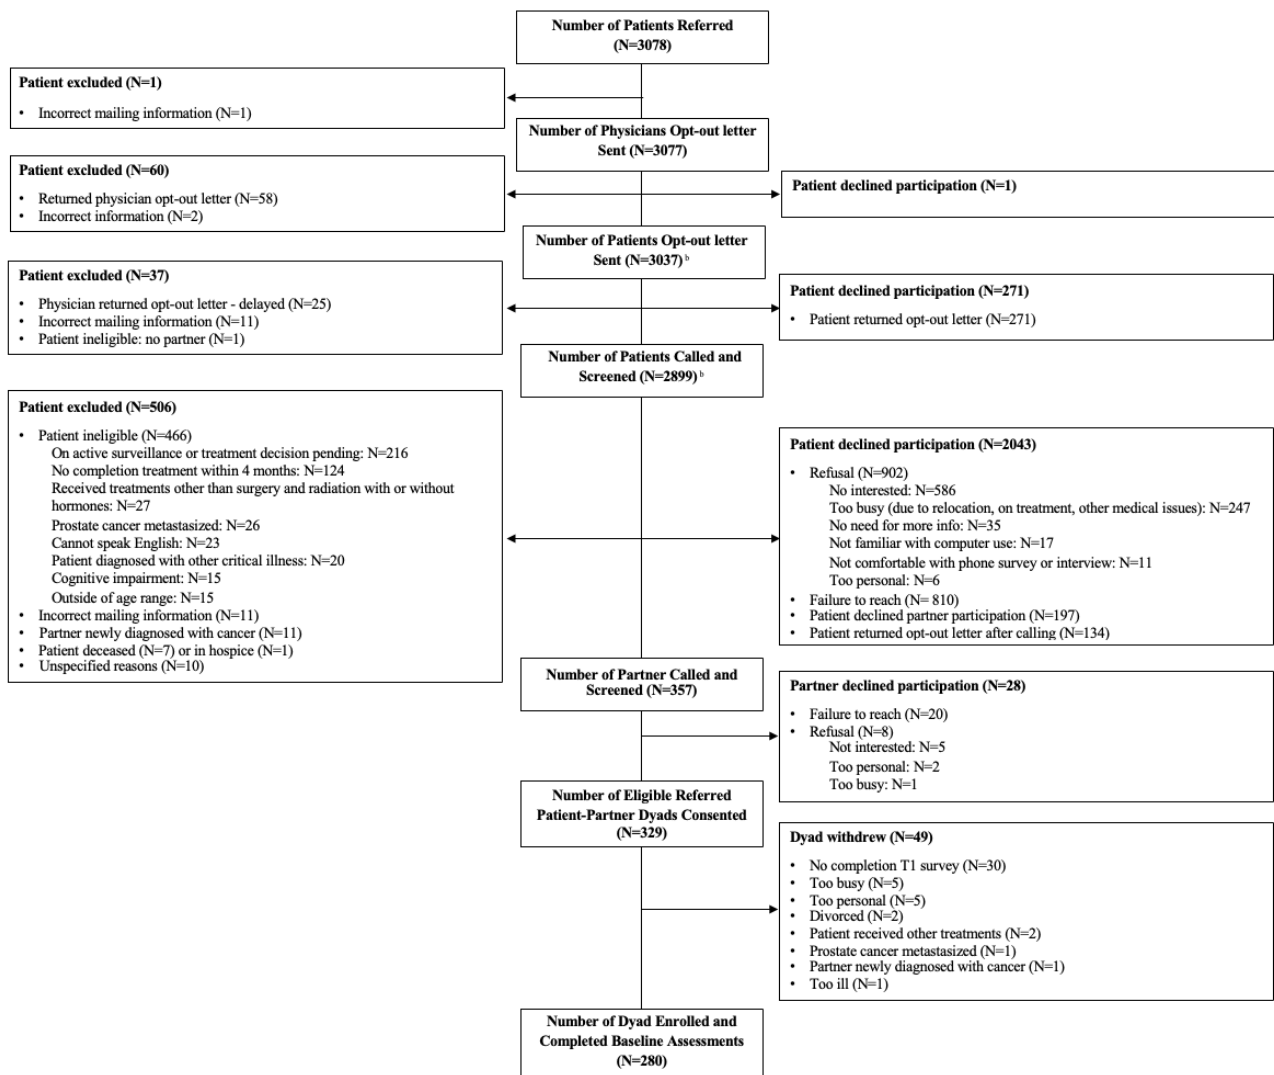 Number of Patients Referred
(N=3078)
Patient excluded (N=1)
• Incorrect mailing information (N=1)
Number of Physicians Opt-out letter
Sent (N=3077)
Patient excluded (N=60)
• Returned physician opt-out letter (N=58)
• Incorrect information (N=2)
Patient declined participation (N=1)
Number of Patients Opt-out letter
Sent (N=3037) b
Patient excluded (N=37)
• Physician returned opt-out letter - delayed (N=25)
• Incorrect mailing information (N=11)
• Patient ineligible: no partner (N=1)
Patient declined participation (N=271)
• Patient returned opt-out letter (N=271)
Number of Patients Called and
Screened (N=2899) b
Patient excluded (N=506)
• Patient ineligible (N=466)
On active surveillance or treatment decision pending: N=216
No completion treatment within 4 months: N=124
Received treatments other than surgery and radiation with or without
hormones: N=27
Prostate cancer metastasized: N=26
Cannot speak English: N=23
Patient diagnosed with other critical illness: N=20
Cognitive impairment: N=15
Outside of age range: N=15
• Incorrect mailing information (N=11)
• Partner newly diagnosed with cancer (N=11)
• Patient deceased (N=7) or in hospice (N=1)
• Unspecified reasons (N=10)
Patient declined participation (N=2043)
• Refusal (N=902)
No interested: N=586
Too busy (due to relocation, on treatment, other medical issues): N=247
No need for more info: N=35
Not familiar with computer use: N=17
Not comfortable with phone survey or interview: N=11
Too personal: N=6
• Failure to reach (N= 810)
• Patient declined partner participation (N=197)
• Patient returned opt-out letter after calling (N=134)
Number of Partner Called and
Screened (N=357)
Partner declined participation (N=28)
• Failure to reach (N=20)
• Refusal (N=8)
Not interested: N=5
Too personal: N=2
Too busy: N=1
Number of Eligible Referred
Patient-Partner Dyads Consented
(N=329)
Dyad withdrew (N=49)
• No completion T1 survey (N=30)
• Too busy (N=5)
• Too personal (N=5)
• Divorced (N=2)
• Patient received other treatments (N=2)
• Prostate cancer metastasized (N=1)
• Partner newly diagnosed with cancer (N=1)
• Too ill (N=1)
Number of Dyad Enrolled and
Completed Baseline Assessments
(N=280)